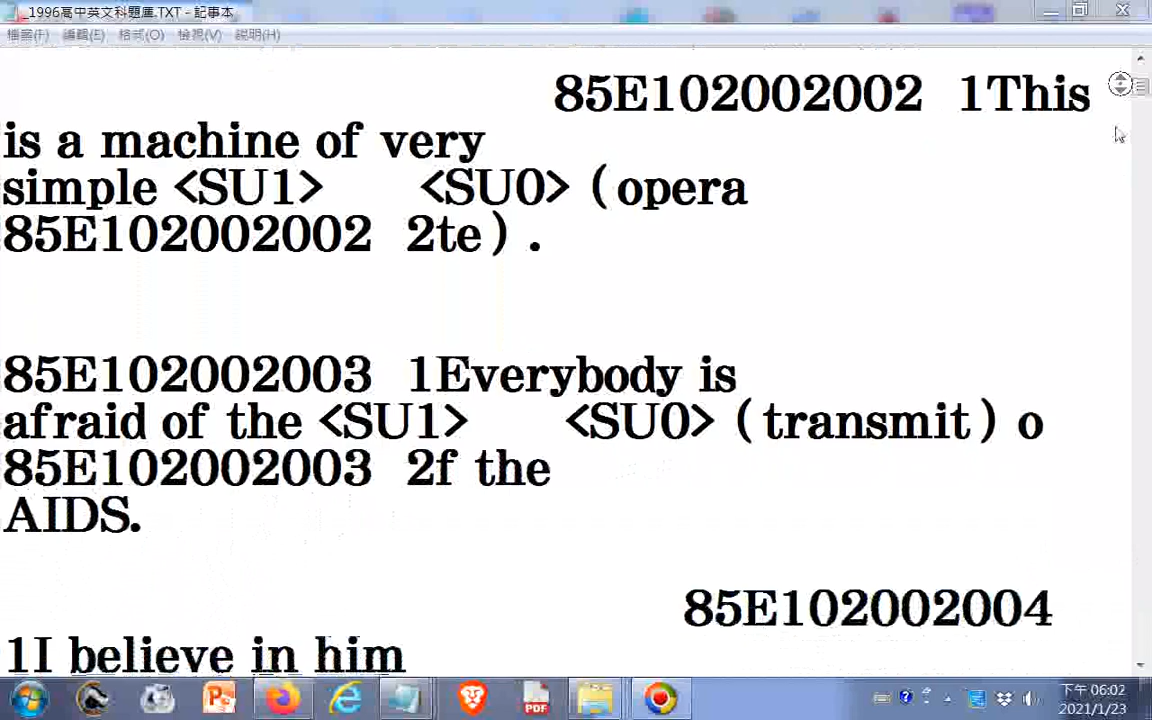 _1996高中英文科題庫.TXT - 記事本
檔案(F) 編輯(E) 格式(O) 檢視(V) 說明(H)
85E102002002 1This
is a machine of very
simple <SU1> <SU0> (opera
85E102002002 2te) .
85E102002003 1Everybody is
afraid of the <SU1> <SU0> (transmit) o
85E102002003 2f the
AIDS.
85E102002004
1I believe in him
PDF
下午 06:02
2021/1/23